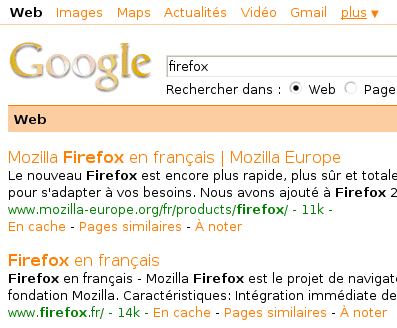 Web Images Maps Actualités Vidéo Gmail plus ▼
Google
firefox
Rechercher dans : Web Page
Web
Mozilla Firefox en français | Mozilla Europe
Le nouveau Firefox est encore plus rapide, plus sûr et totale
pour s'adapter à vos besoins. Nous avons ajouté à Firefox 2
www.mozilla-europe.org/fr/products/firefox/ - 11k -
En cache - Pages similaires - À noter
Firefox en français
Firefox en français - Mozilla Firefox est le projet de navigat
fondation Mozilla. Caractéristiques: Intégration immédiate de
www.firefox.fr/ - 14k - En cache - Pages similaires - À noter